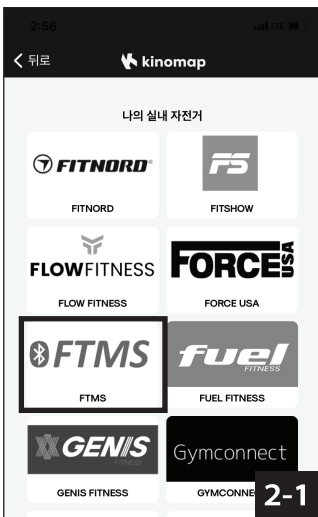 2:56 LTE
뒤로 kinomap
나의 실내 자전거
FITNORD FS
FITNORD FITSHOW
FLOWFITNESS FORCE USA
FLOW FITNESS FORCE USA
FTMS fuel FITNESS
FTMS FUEL FITNESS
GENIS FITNESS Gymconnect
GENIS FITNESS GYMCONNE
2-1